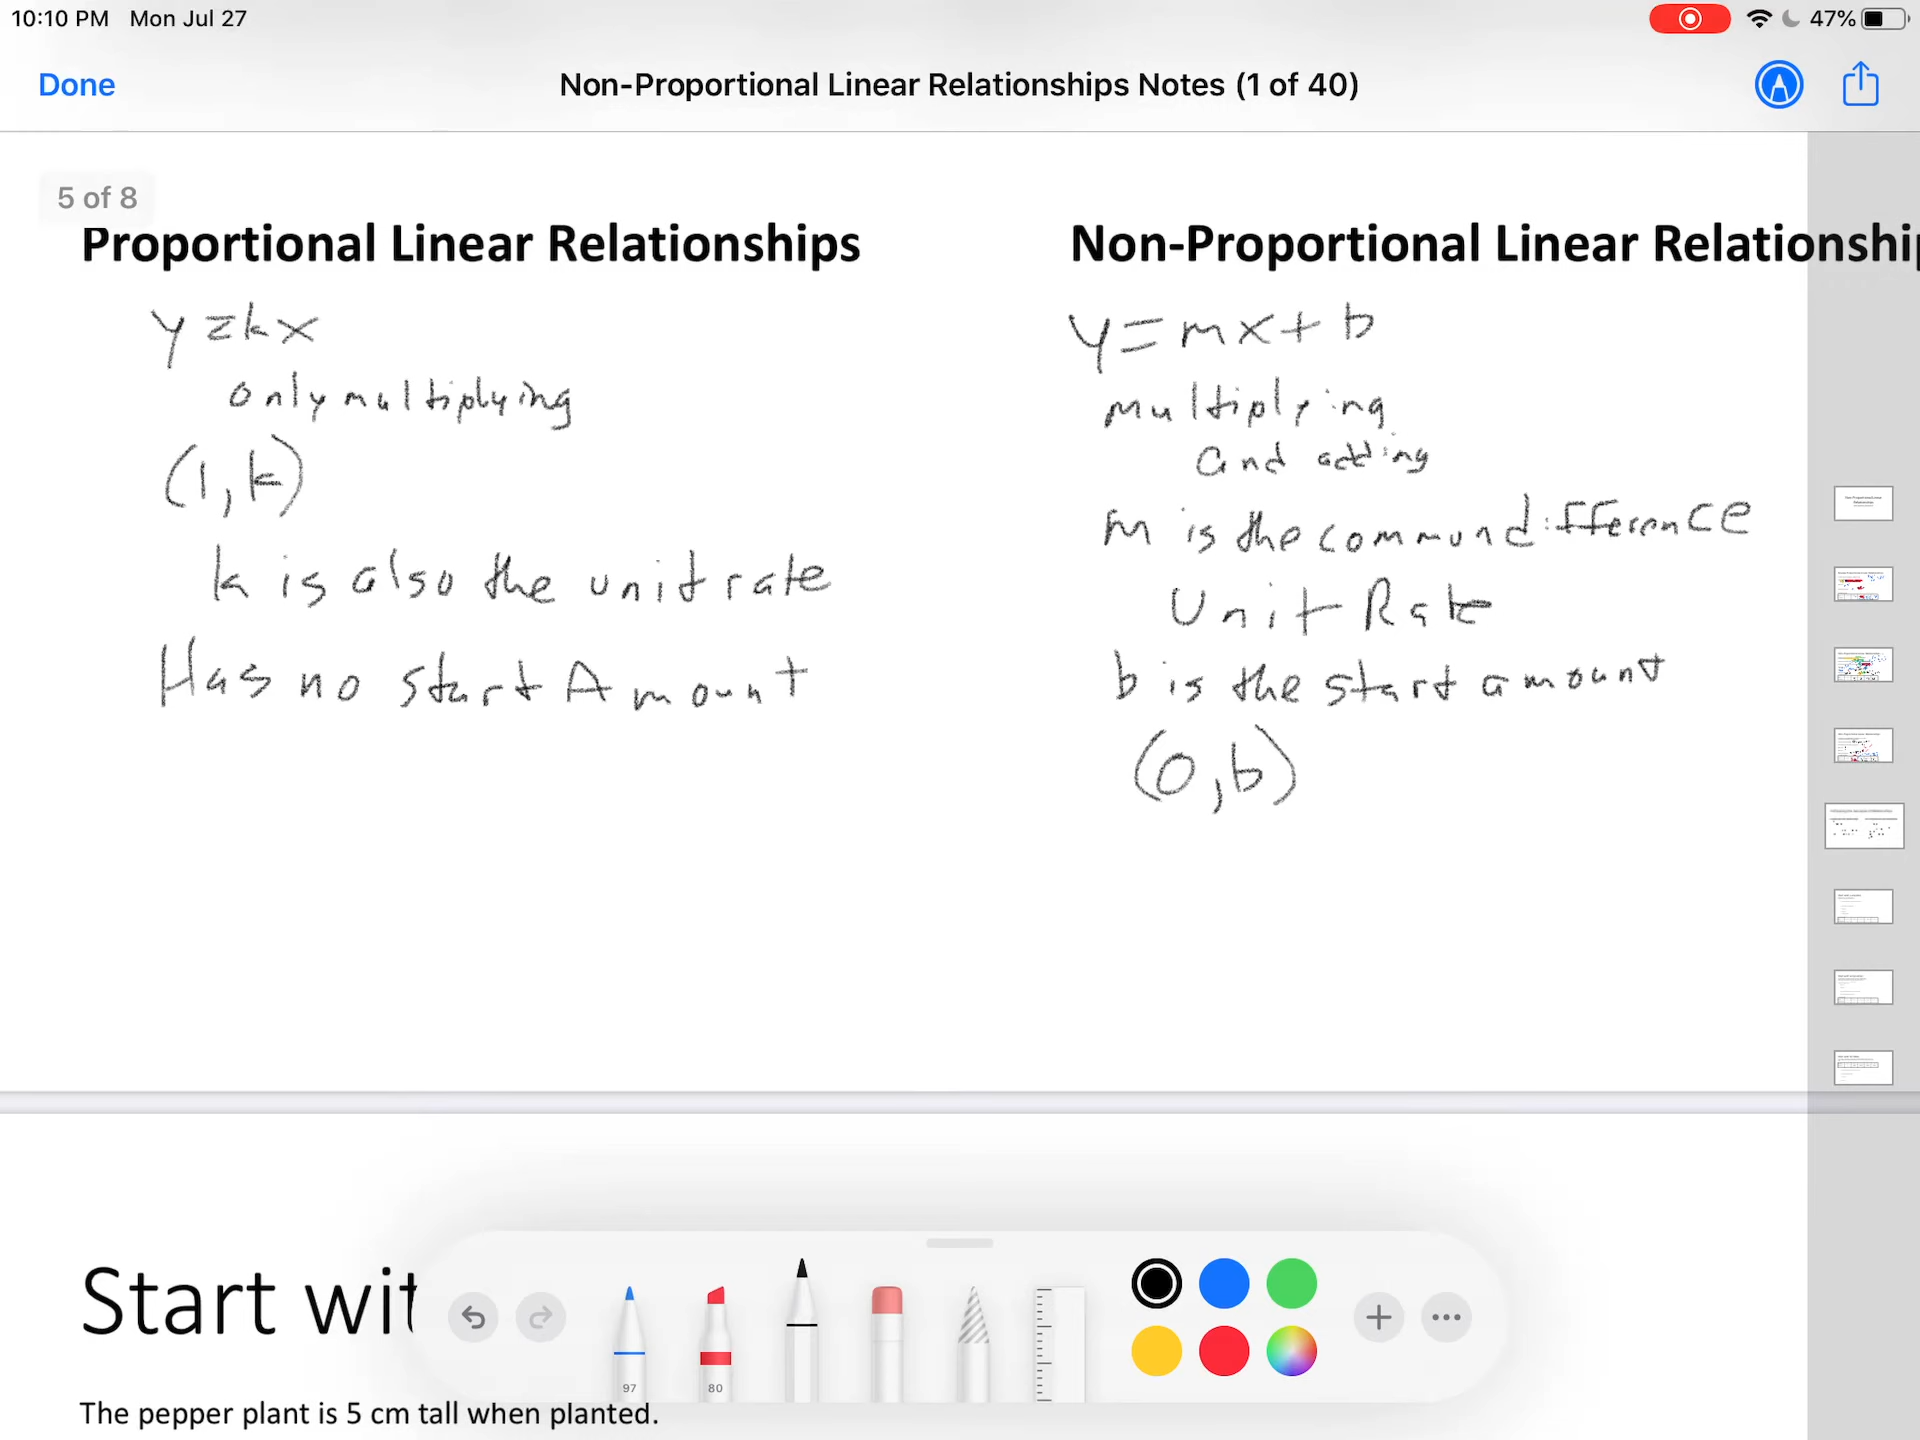 10:10 PM Mon Jul 27
47%
Done
Non-Proportional Linear Relationships Notes (1 of 40)
5 of 8
Proportional Linear Relationships
y=kx
only multiplying
(1,k)
k is also the unit rate
Has no start Amount
Non-Proportional Linear Relationship
y=mx+b
multiplying
and adding
m is the common difference
Unit Rate
b is the start amount
(0,b)
Start wit
97
80
The pepper plant is 5 cm tall when planted.